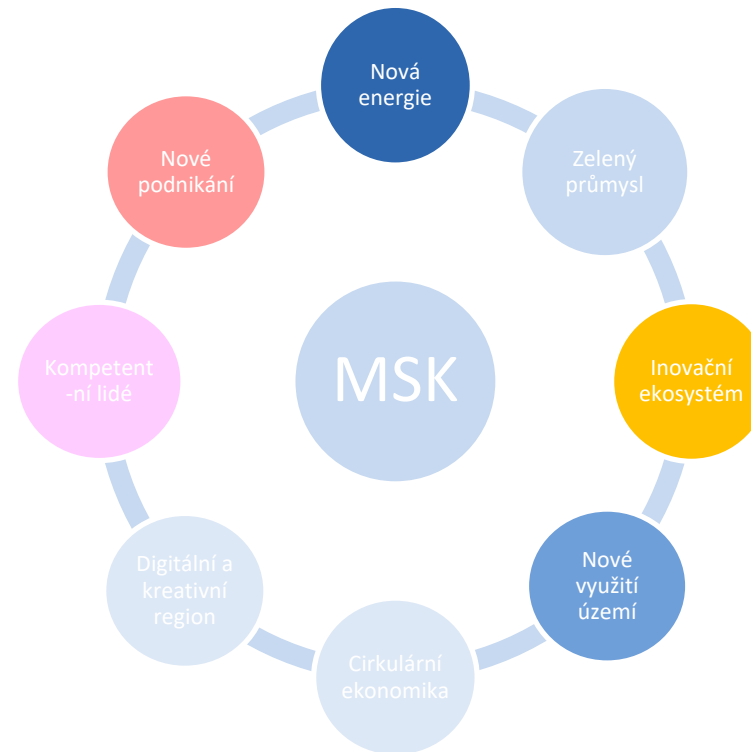 Nová
energie
Zelený
průmysl
Inovační
ekosystém
Nové
využití
území
Cirkulární
ekonomika
Digitální a
kreativní
region
Kompetent
-ní lidé
Nové
podnikání
MSK